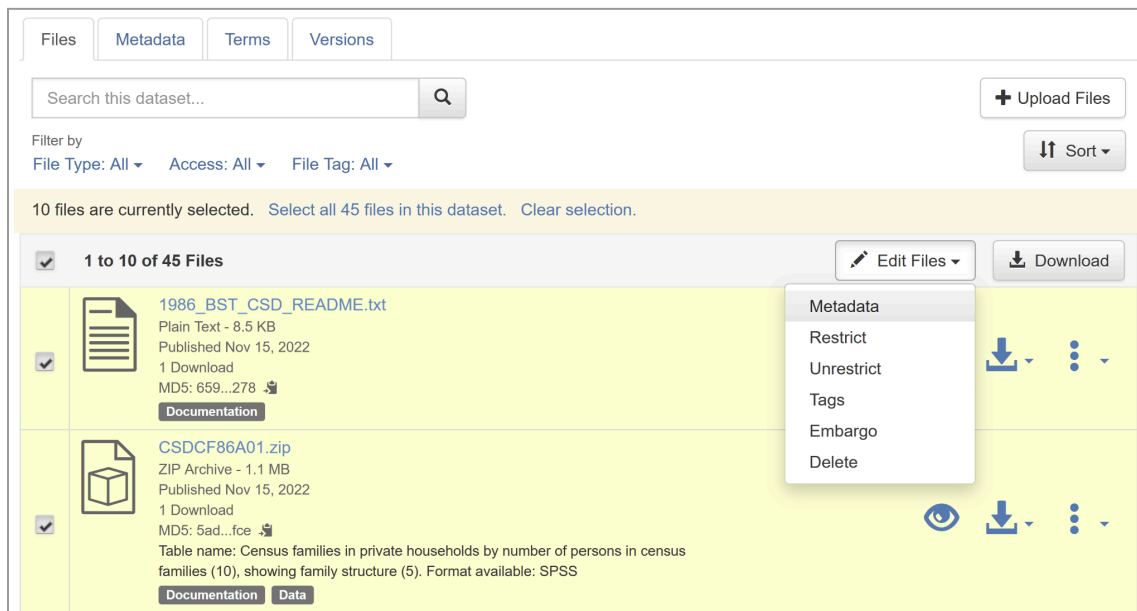 Files Metadata Terms Versions
Search this dataset...
Upload Files
Filter by
File Type: All Access: All File Tag: All
Sort
10 files are currently selected. Select all 45 files in this dataset. Clear selection.
1 to 10 of 45 Files
Edit Files
Download
Metadata
Restrict
Unrestrict
Tags
Embargo
Delete
1986_BST_CSD_README.txt
Plain Text - 8.5 KB
Published Nov 15, 2022
1 Download
MD5: 659...278
Documentation
CSDCF86A01.zip
ZIP Archive - 1.1 MB
Published Nov 15, 2022
1 Download
MD5: 5ad...fce
Table name: Census families in private households by number of persons in census
families (10), showing family structure (5). Format available: SPSS
Documentation Data